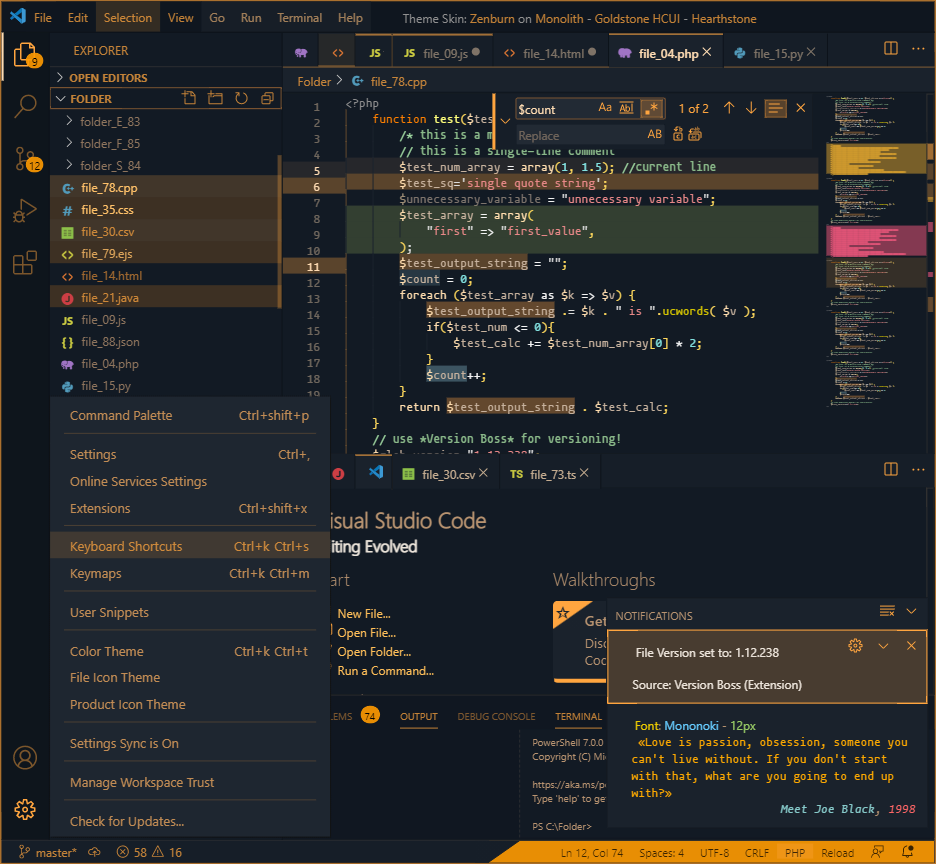 File Edit Selection View Go Run Terminal Help Theme Skin: Zenburn on Monolith - Goldstone HCUI - Hearthstone
9
12
EXPLORER
OPEN EDITORS
FOLDER
folder_E_83
folder_F_85
folder_S_84
file_78.cpp
file_35.css
file_30.csv
file_79.ejs
file_14.html
file_21.java
file_09.js
file_88.json
file_04.php
file_15.py
JS JS file_09.js file_14.html file_04.php file_15.py
Folder > file_78.cpp
$count Aa Abl .* 1 of 2
Replace AB
1 <?php
2 function test($tes
3 /* this is a m
4 // this is a single-line comment
5 $test_num_array = array(1, 1.5); //current line
6 $test_sq='single quote string';
7 $unnecessary_variable = "unnecessary variable";
8 $test_array = array(
9 "first" => "first_value",
10 );
11 $test_output_string = "";
12 $count = 0;
13 foreach ($test_array as $k => $v) {
14 $test_output_string .= $k . " is ".ucwords( $v );
15 if($test_num <= 0){
16 $test_calc += $test_num_array[0] * 2;
17 }
18 $count++;
19 }
return $test_output_string . $test_calc;
}
// use *Version Boss* for versioning!
Command Palette Ctrl+shift+p
Settings Ctrl+,
Online Services Settings
Extensions Ctrl+shift+x
Keyboard Shortcuts Ctrl+k Ctrl+s
Keymaps Ctrl+k Ctrl+m
User Snippets
Color Theme Ctrl+k Ctrl+t
File Icon Theme
Product Icon Theme
Settings Sync is On
Manage Workspace Trust
Check for Updates...
J file_30.csv TS file_73.ts
isual Studio Code
iting Evolved
art
New File...
Open File...
Open Folder...
Run a Command...
Walkthroughs
Get
Disc
Coc
NOTIFICATIONS
File Version set to: 1.12.238
Source: Version Boss (Extension)
Font: Mononoki - 12px
«Love is passion, obsession, someone you
can't live without. If you don't start
with that, what are you going to end up
with?»
Meet Joe Black, 1998
LEMS 74 OUTPUT DEBUG CONSOLE TERMINAL
PowerShell 7.0.0
Copyright (C) Mi
https://aka.ms/p
Type 'help' to ge
PS C:\Folder>
master* 58 16 Ln 12, Col 74 Spaces: 4 UTF-8 CRLF PHP Reload